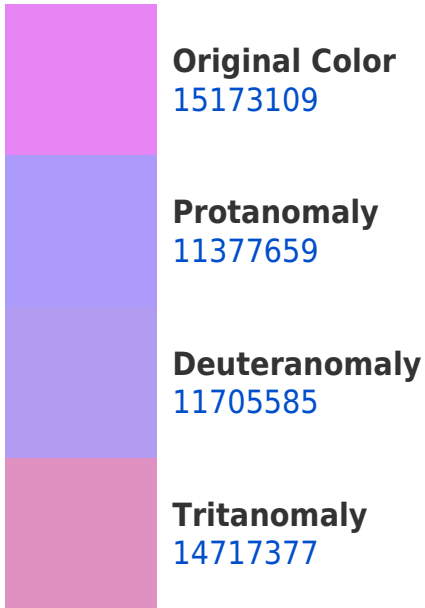 Original Color
15173109
Protanomaly
11377659
Deuteranomaly
11705585
Tritanomaly
14717377